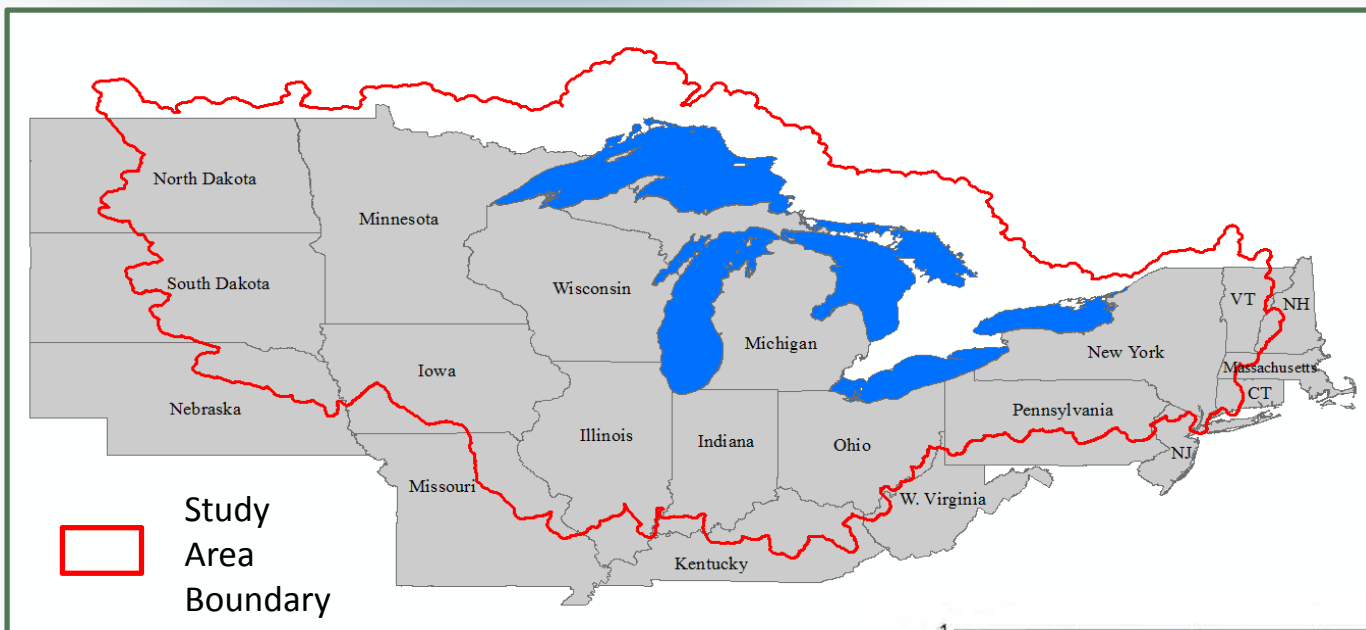 North Dakota
Minnesota
South Dakota
Wisconsin
VT
NH
Michigan
New York
Iowa
Massachusetts
CT
Nebraska
Pennsylvania
Illinois
Indiana
Ohio
NJ
Missouri
W. Virginia
Kentucky
Study
Area
Boundary